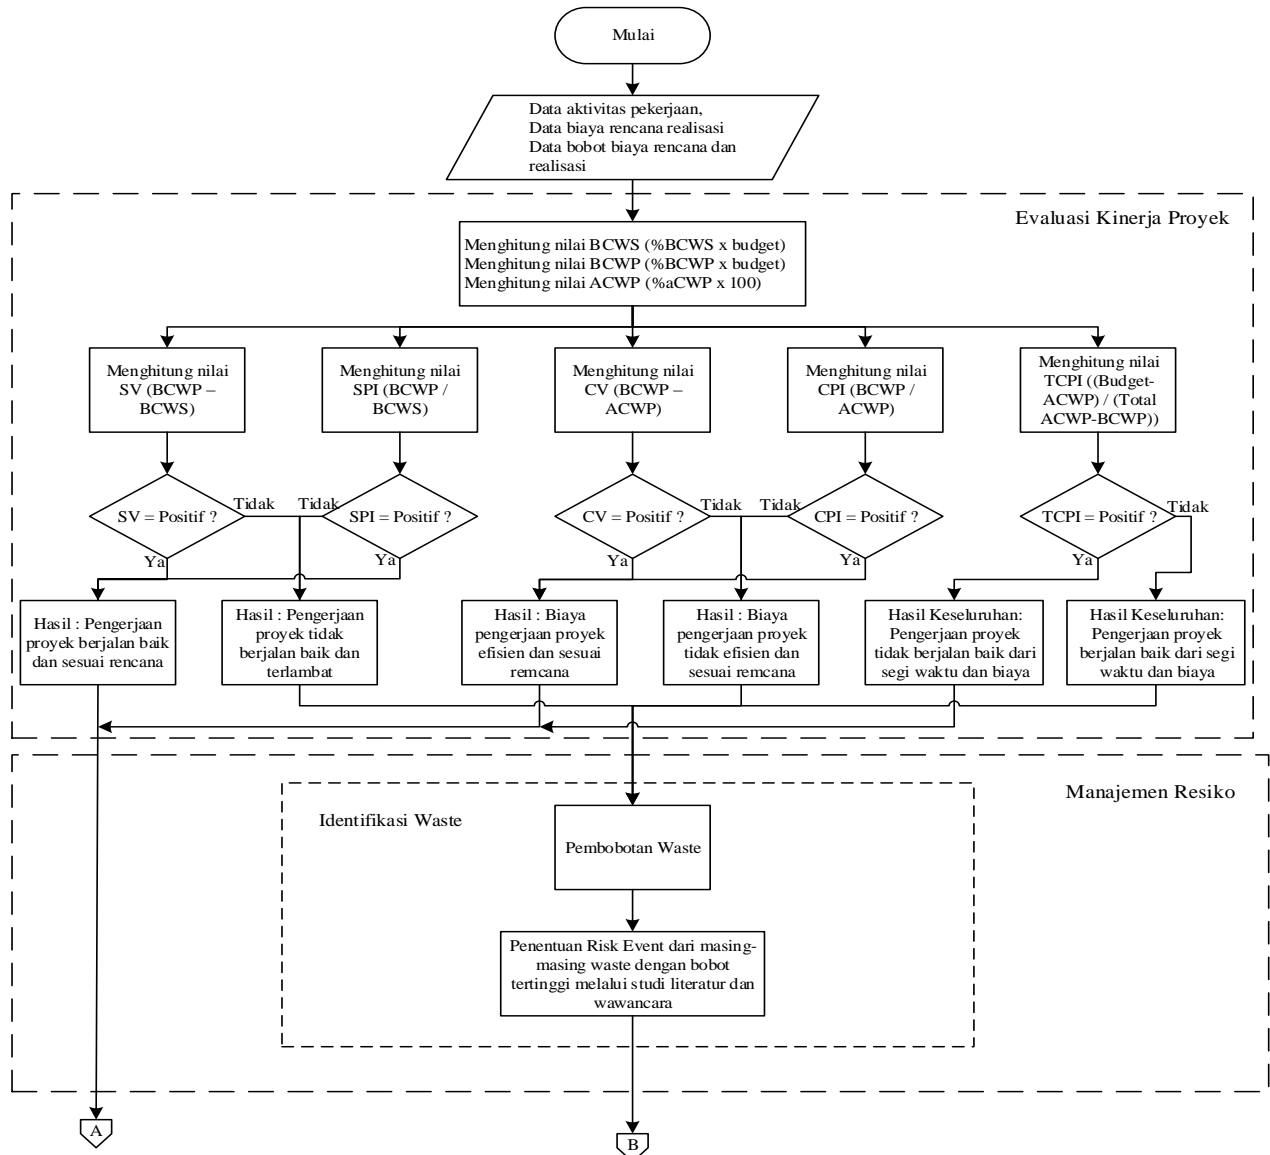 Mulai
Data aktivitas pekerjaan,
Data biaya rencana realisasi
Data bobot biaya rencana dan
realisasi
Evaluasi Kinerja Proyek
Menghitung nilai BCWS (%BCWS x budget)
Menghitung nilai BCWP (%BCWP x budget)
Menghitung nilai ACWP (%aCWP x 100)
Menghitung nilai
SV (BCWP –
BCWS)
Menghitung nilai
SPI (BCWP /
BCWS)
Menghitung nilai
CV (BCWP –
ACWP)
Menghitung nilai
CPI (BCWP /
ACWP)
Menghitung nilai
TCPI ((Budget-
ACWP) / (Total
ACWP-BCWP))
SV = Positif ?
Tidak
Ya
SPI = Positif ?
Tidak
Ya
CV = Positif ?
Tidak
Ya
CPI = Positif ?
Tidak
Ya
TCPI = Positif ?
Tidak
Ya
Hasil : Pengerjaan
proyek berjalan baik
dan sesuai rencana
Hasil : Pengerjaan
proyek tidak
berjalan baik dan
terlambat
Hasil : Biaya
pengerjaan proyek
efisien dan sesuai
remcana
Hasil : Biaya
pengerjaan proyek
tidak efisien dan
sesuai remcana
Hasil Keseluruhan:
Pengerjaan proyek
tidak berjalan baik dari
segi waktu dan biaya
Hasil Keseluruhan:
Pengerjaan proyek
berjalan baik dari segi
waktu dan biaya
Manajemen Resiko
Identifikasi Waste
Pembobotan Waste
Penentuan Risk Event dari masing-
masing waste dengan bobot
tertinggi melalui studi literatur dan
wawancara
A
B